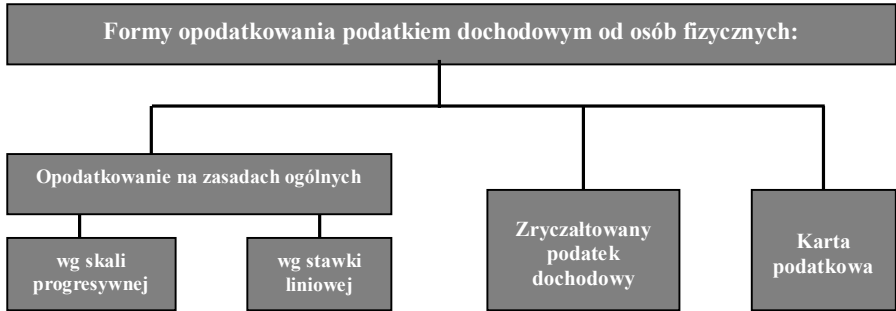 Formy opodatkowania podatkiem dochodowym od osób fizycznych:
Opodatkowanie na zasadach ogólnych
wg skali
progresywnej
wg stawki
liniowej
Zryczałtowany
podatek
dochodowy
Karta
podatkowa